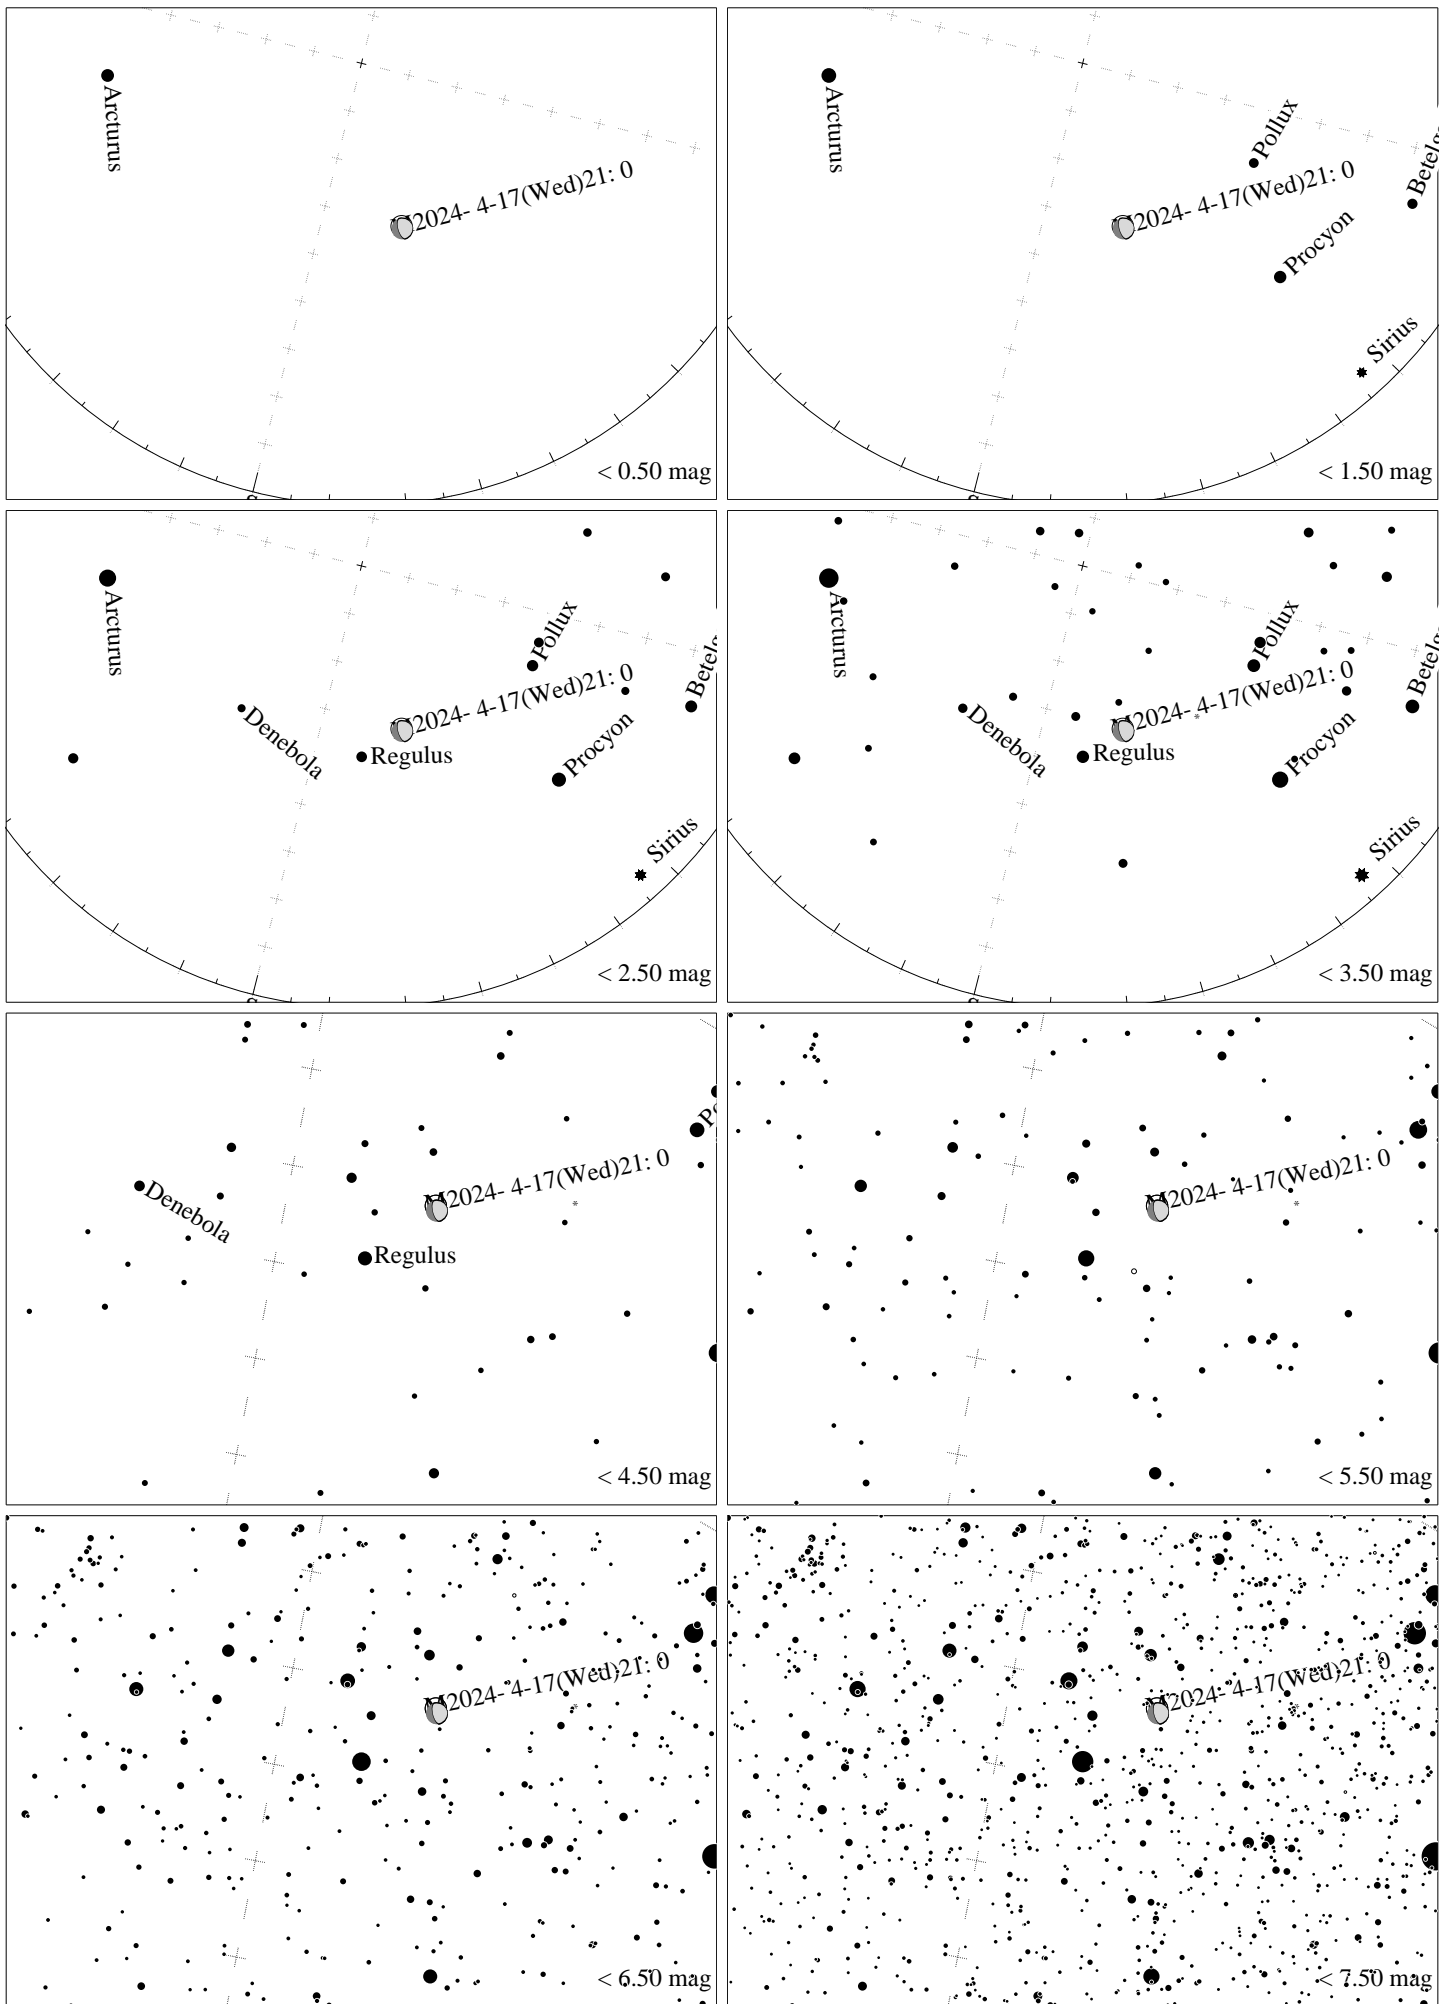 Arcturus
2024- 4-17(Wed)21: 0
S
< 0.50 mag
Arcturus
Pollux
Betelg
2024- 4-17(Wed)21: 0
Procyon
Sirius
< 1.50 mag
Arcturus
Pollux
Betelg
2024- 4-17(Wed)21: 0
Denebola
Regulus
Procyon
Sirius
S
< 2.50 mag
Arcturus
Pollux
Betelg
2024- 4-17(Wed)21: 0
Denebola
Regulus
Procyon
Sirius
< 3.50 mag
Po
2024- 4-17(Wed)21: 0
Denebola
Regulus
< 4.50 mag
2024- 4-17(Wed)21: 0
< 5.50 mag
2024- 4-17(Wed)21: 0
< 6.50 mag
2024- 4-17(Wed)21: 0
< 7.50 mag